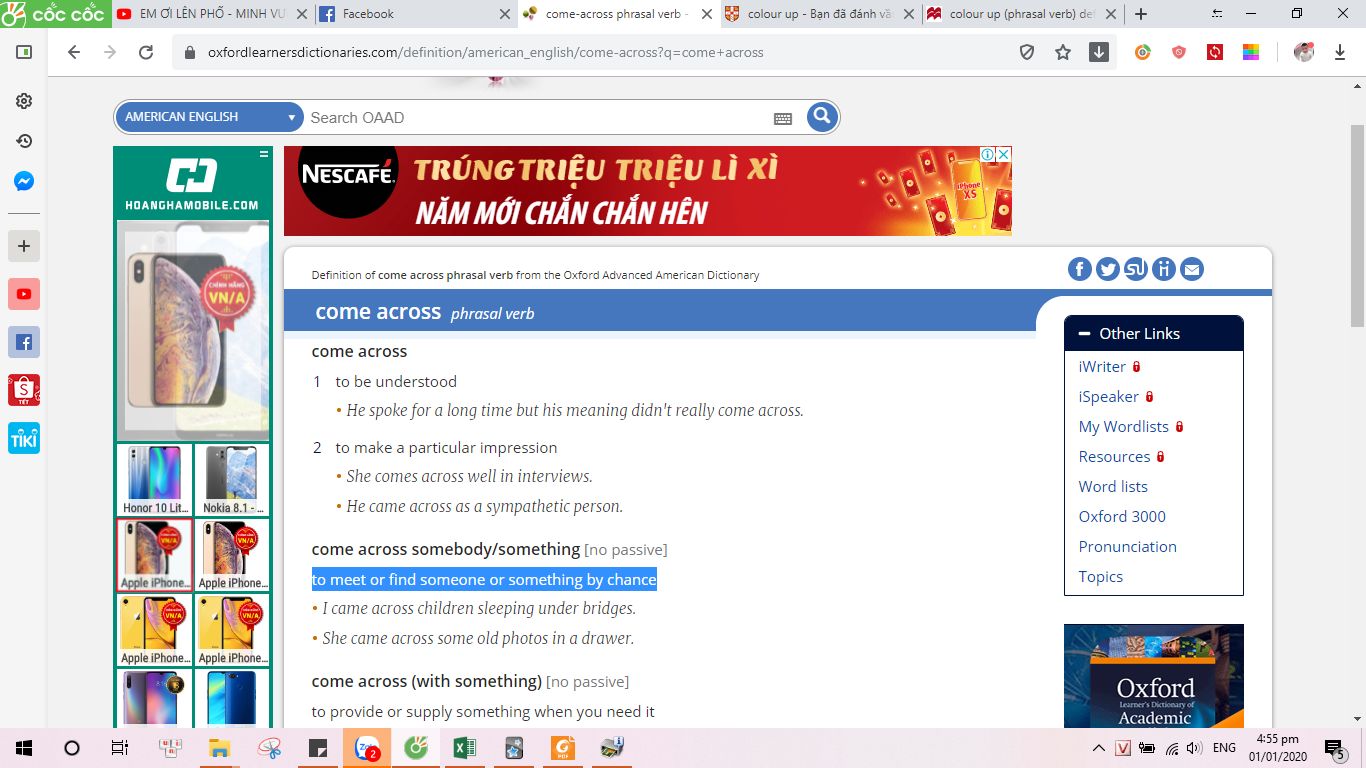 cốc cốc
EM ƠI LÊN PHỐ - MINH VƯ
Facebook
come-across phrasal verb -
colour up - Bạn đã đánh vầ
colour up (phrasal verb) def
oxfordlearnersdictionaries.com/definition/american_english/come-across?q=come+across
AMERICAN ENGLISH
Search OAAD
HOANGHAMOBILE.COM
CHÍNH HÃNG
VN/A
Honor 10 Lit...
Nokia 8.1 - ...
Apple iPhone...
Apple iPhone...
Apple iPhone...
Apple iPhone...
NESCAFÉ
TRÚNG TRIỆU TRIỆU LÌ XÌ
NĂM MỚI CHẮN CHẮN HÊN
iPhone
XS
Definition of come across phrasal verb from the Oxford Advanced American Dictionary
come across phrasal verb
come across
1 to be understood
• He spoke for a long time but his meaning didn't really come across.
2 to make a particular impression
• She comes across well in interviews.
• He came across as a sympathetic person.
come across somebody/something [no passive]
to meet or find someone or something by chance
• I came across children sleeping under bridges.
• She came across some old photos in a drawer.
come across (with something) [no passive]
to provide or supply something when you need it
Other Links
iWriter
iSpeaker
My Wordlists
Resources
Word lists
Oxford 3000
Pronunciation
Topics
Oxford
Learner's Dictionary of
Academic
TẾT
TIKI
2
ENG
4:55 pm
01/01/2020
5